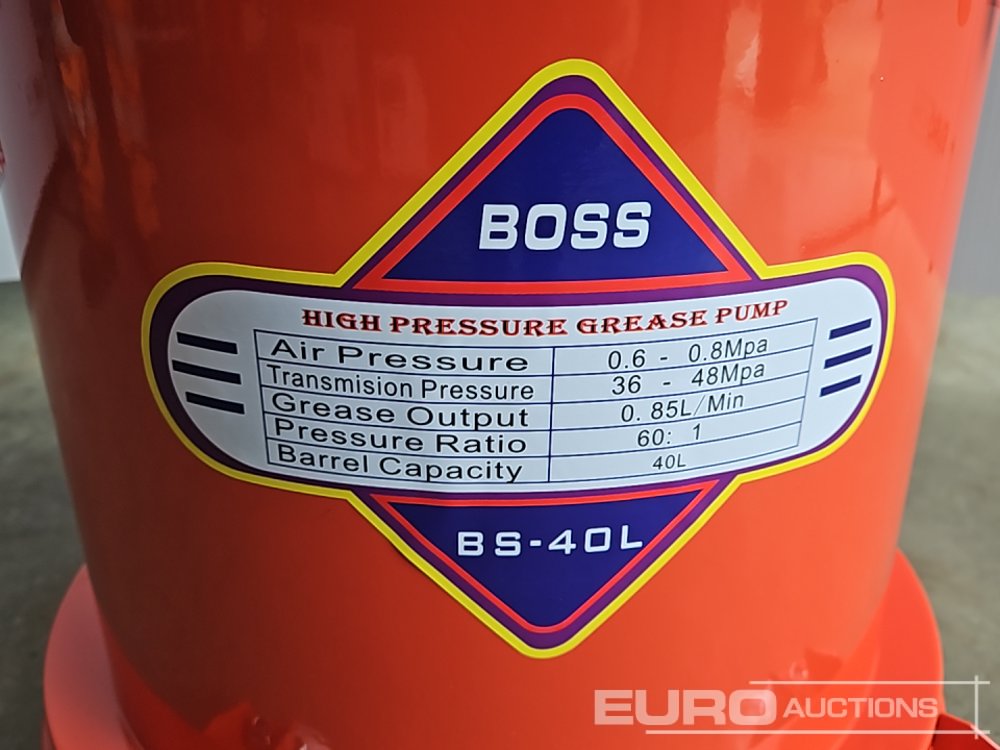 BOSS
HIGH PRESSURE GREASE PUMP
Air Pressure 0.6 - 0.8Mpa
Transmision Pressure 36 - 48Mpa
Grease Output 0.85L/Min
Pressure Ratio 60: 1
Barrel Capacity 40L
BS-40L
EURO AUCTIONS